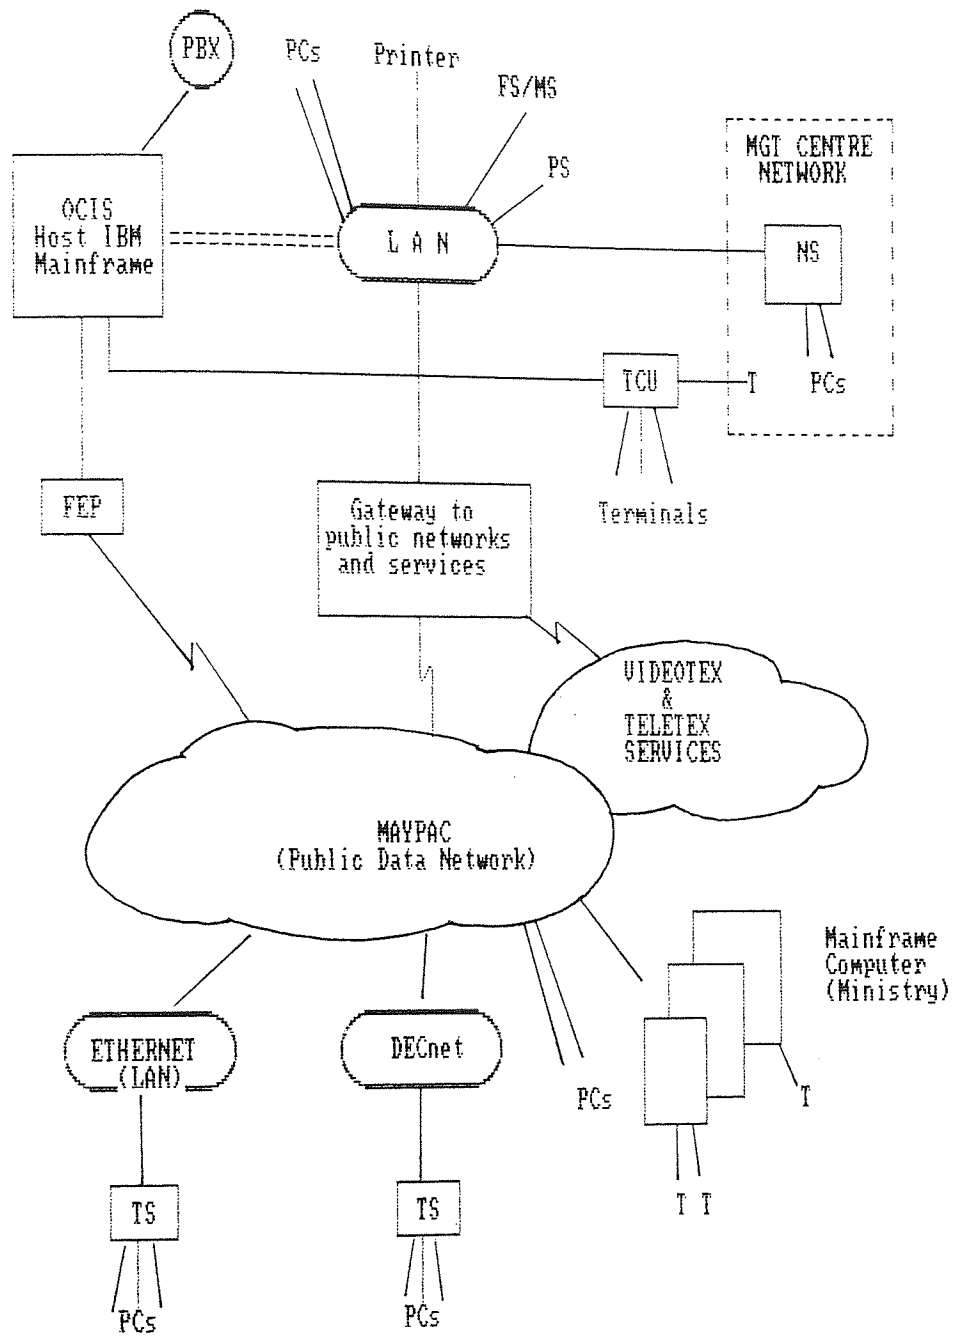 PBX
PCs
Printer
FS/MS
PS
MGT CENTRE
NETWORK
OCIS
Host IBM
Mainframe
L A N
NS
TCU
T
PCs
FEP
Gateway to
public networks
and services
Terminals
VIDEOTEX
&
TELETEX
SERVICES
MAYPAC
(Public Data Network)
Mainframe
Computer
(Ministry)
ETHERNET
(LAN)
DECnet
PCs
T
TS
TS
T T
PCs
PCs